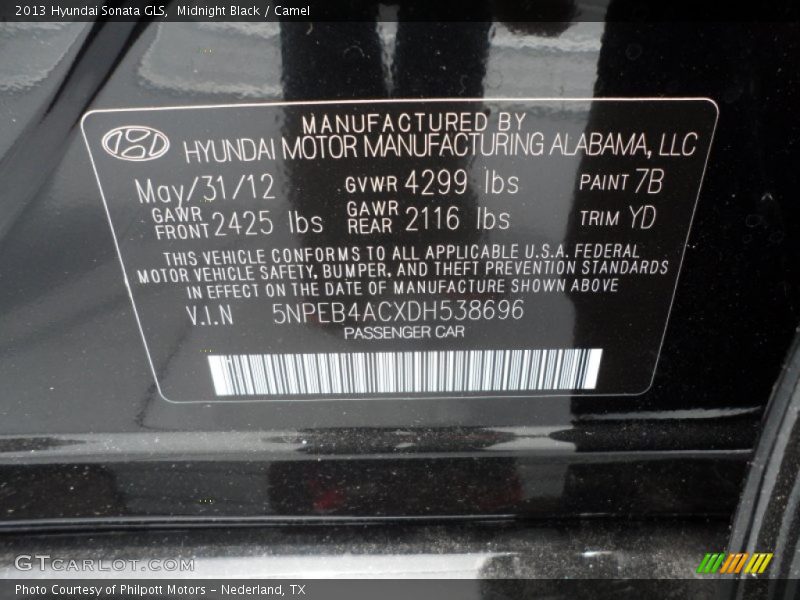 2013 Hyundai Sonata GLS, Midnight Black / Camel
MANUFACTURED BY
HYUNDAI MOTOR MANUFACTURING ALABAMA, LLC
May/31/12 GVWR 4299 lbs PAINT 7B
GAWR FRONT 2425 lbs GAWR REAR 2116 lbs TRIM YD
THIS VEHICLE CONFORMS TO ALL APPLICABLE U.S.A. FEDERAL
MOTOR VEHICLE SAFETY, BUMPER, AND THEFT PREVENTION STANDARDS
IN EFFECT ON THE DATE OF MANUFACTURE SHOWN ABOVE
V.I.N 5NPEB4ACXDH538696
PASSENGER CAR
GTCARLOT.COM
Photo Courtesy of Philpott Motors - Nederland, TX